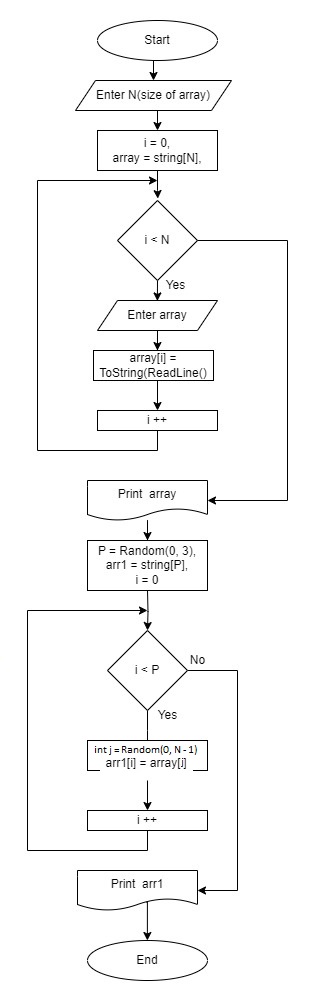 Start
Enter N(size of array)
i = 0,
array = string[N],
i < N
Yes
Enter array
array[i] =
ToString(ReadLine()
i ++
Print  array
P = Random(0, 3),
arr1 = string[P],
i = 0
i < P
No
Yes
int j = Random(0, N - 1)
arr1[i] = array[j]
i ++
Print  arr1
End